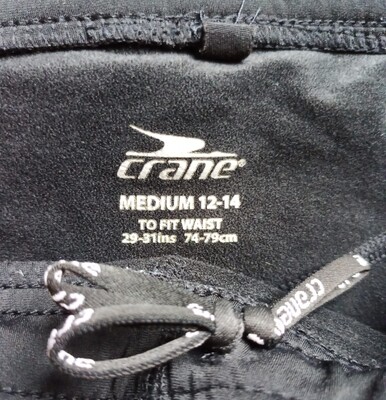 crane®
MEDIUM 12-14
TO FIT WAIST
29-31ins 74-79cm
crane